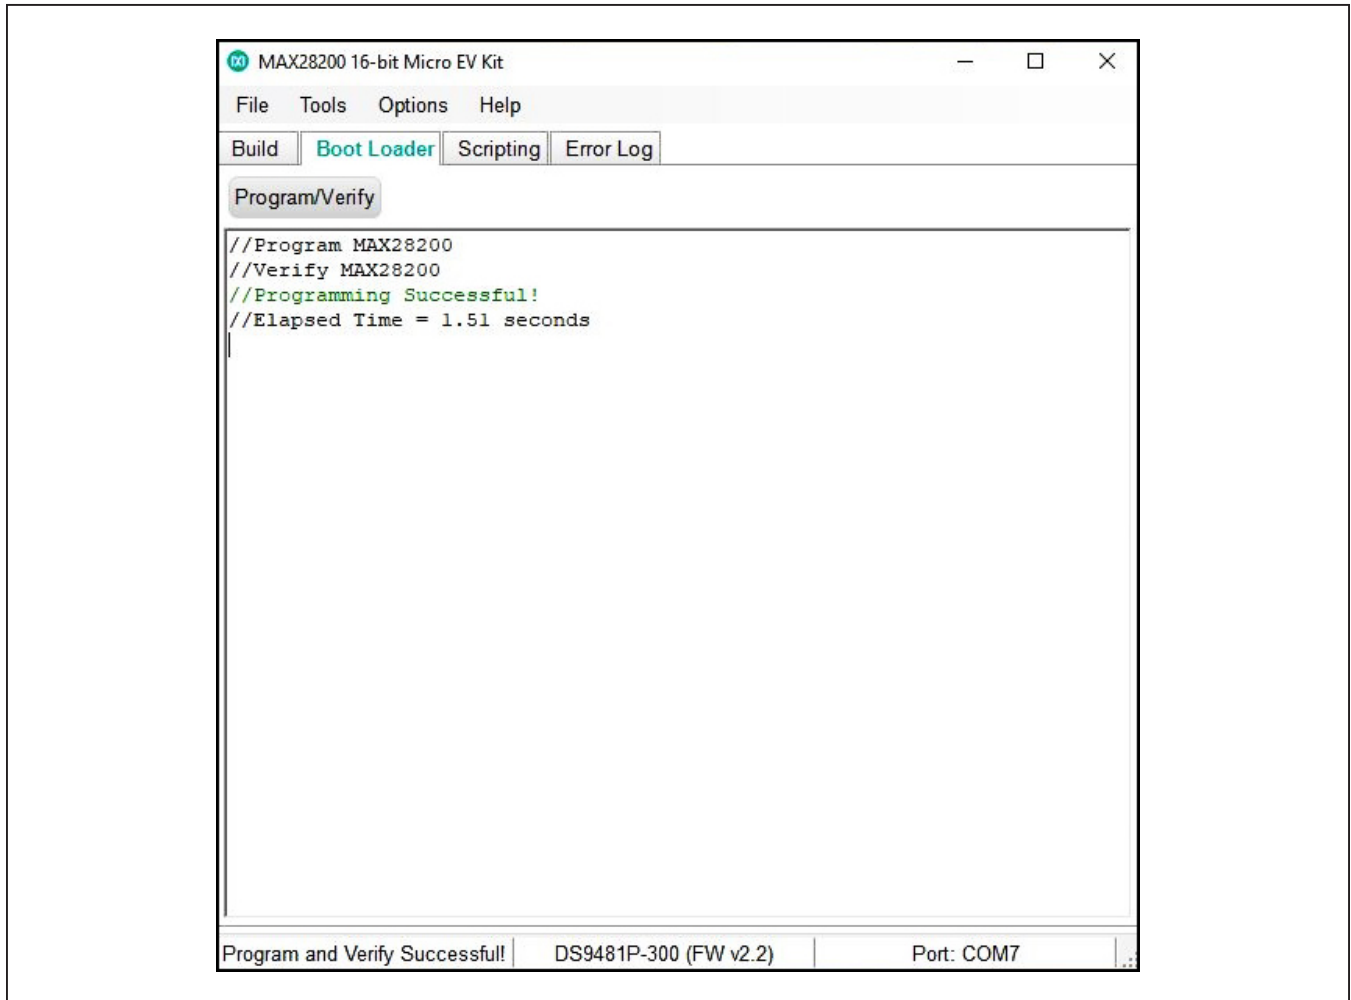 MAX28200 16-bit Micro EV Kit
File Tools Options Help
Build Boot Loader Scripting Error Log
Program/Verify
//Program MAX28200
//Verify MAX28200
//Programming Successful!
//Elapsed Time = 1.51 seconds
Program and Verify Successful! DS9481P-300 (FW v2.2) Port: COM7